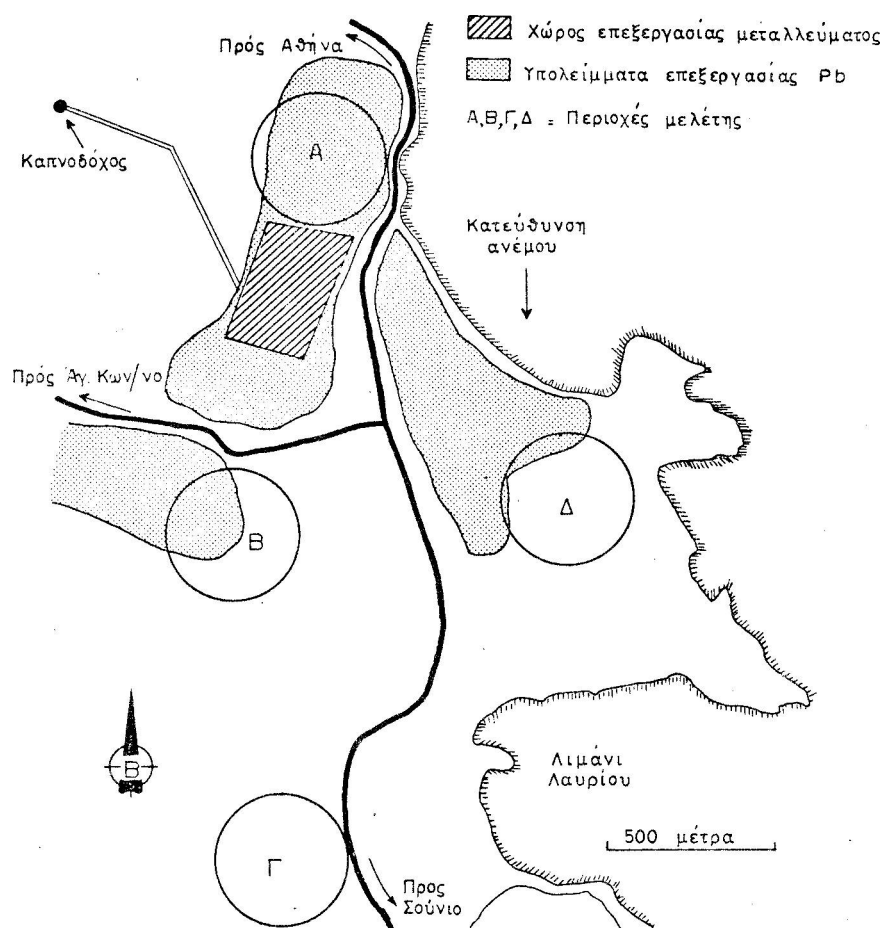 Πρός Αθήνα
Χώρος επεξεργασίας μεταλλεύματος
Υπολείμματα επεξεργασίας Pb
Α,Β,Γ,Δ = Περιοχές μελέτης
Καπνοδόχος
Α
Κατεύθυνση
ανέμου
Πρός Άγ. Κων/νο
Β
Δ
Β
Λιμάνι
Λαυρίου
500 μέτρα
Γ
Προς
Σούνιο